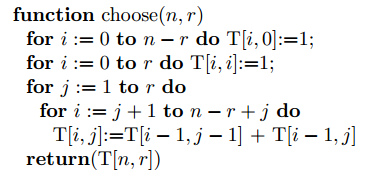 function choose(n, r)
for i := 0 to n − r do T[i, 0]:=1;
for i := 0 to r do T[i, i]:=1;
for j := 1 to r do
for i := j + 1 to n − r + j do
T[i, j]:=T[i − 1, j − 1] + T[i − 1, j]
return(T[n, r])